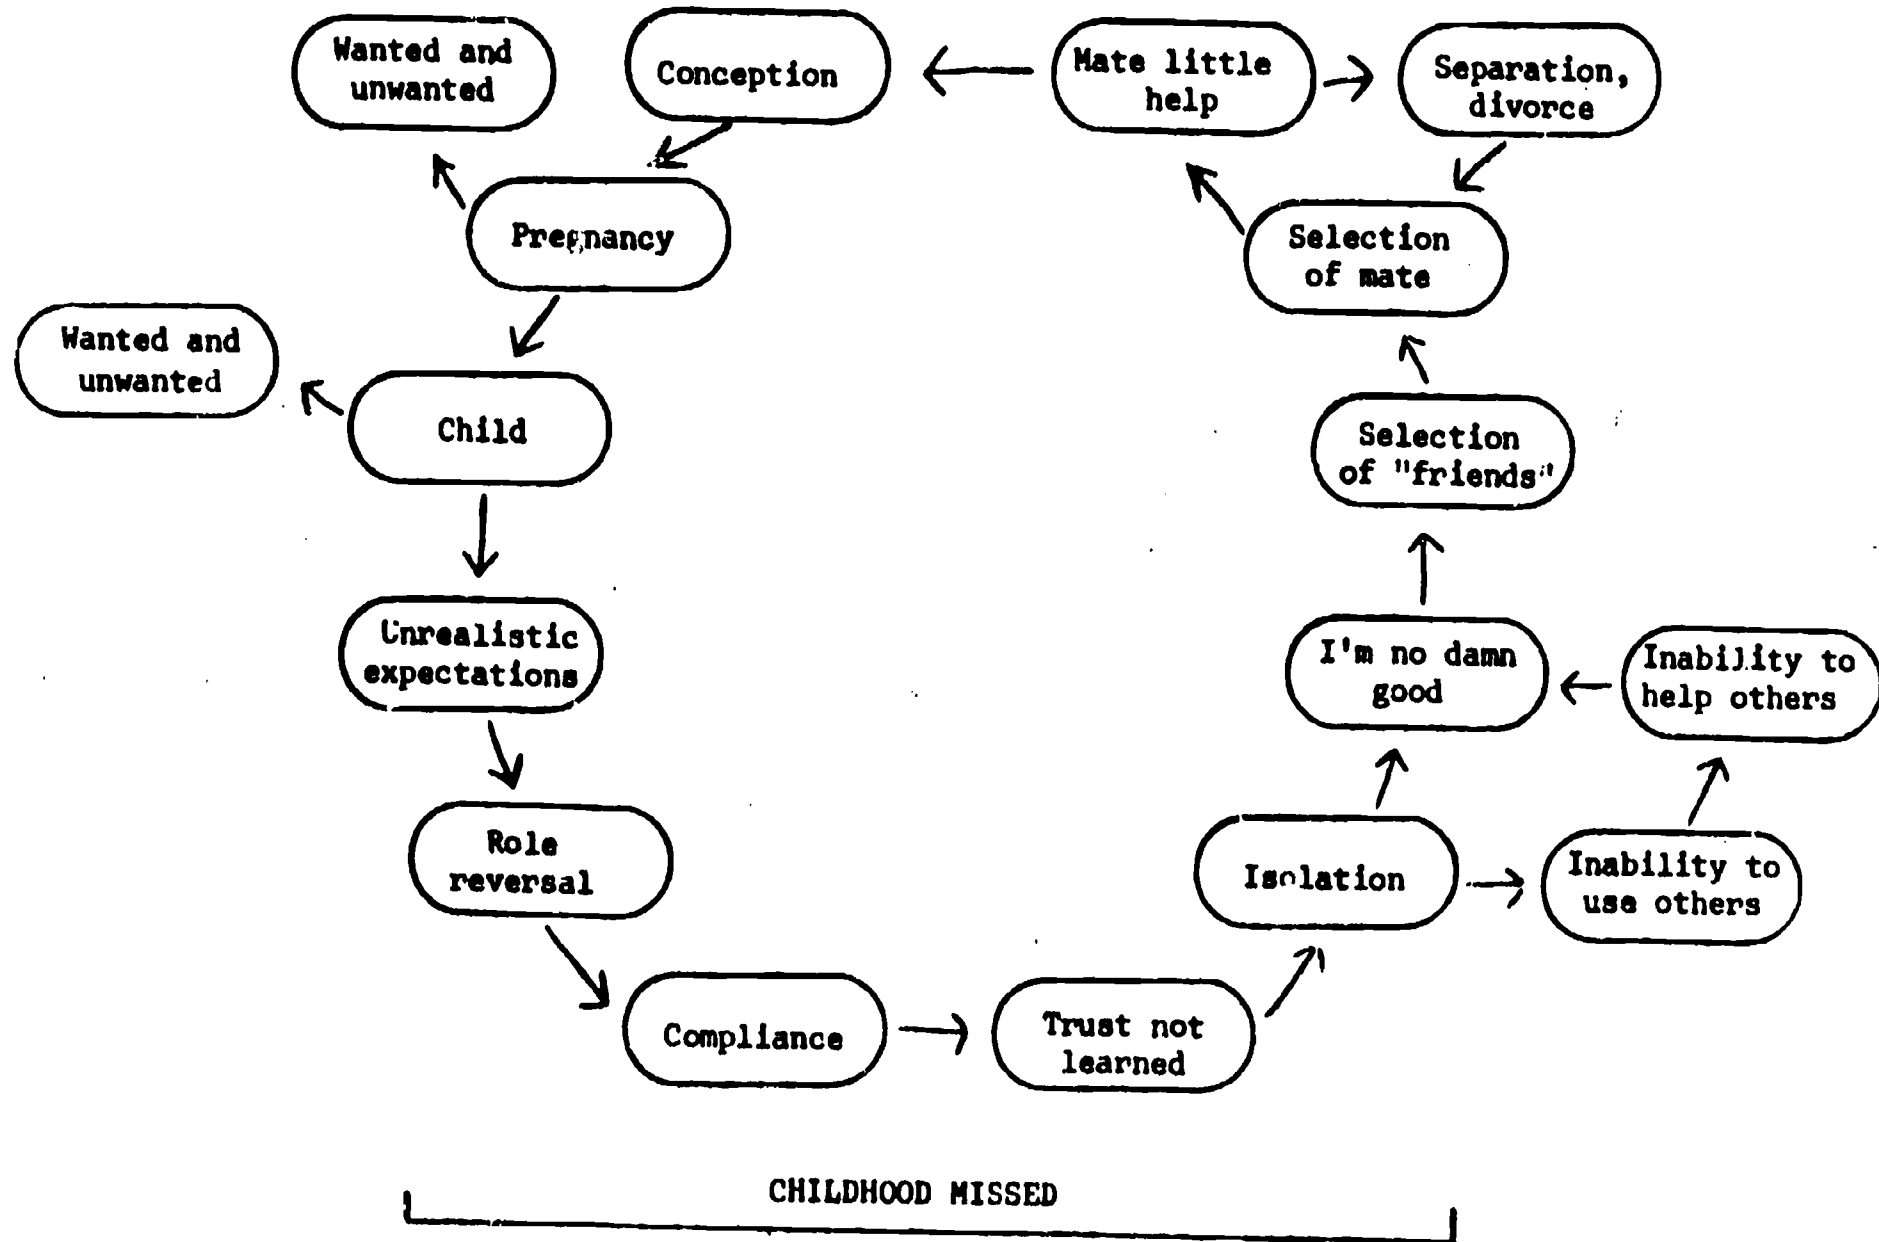 Wanted and
unwanted
Conception
Mate little
help
Separation,
divorce
Pregnancy
Selection
of mate
Wanted and
unwanted
Child
Selection
of "friends"
Unrealistic
expectations
I'm no damn
good
Inability to
help others
Role
reversal
Isolation
Inability to
use others
Compliance
Trust not
learned
CHILDHOOD MISSED